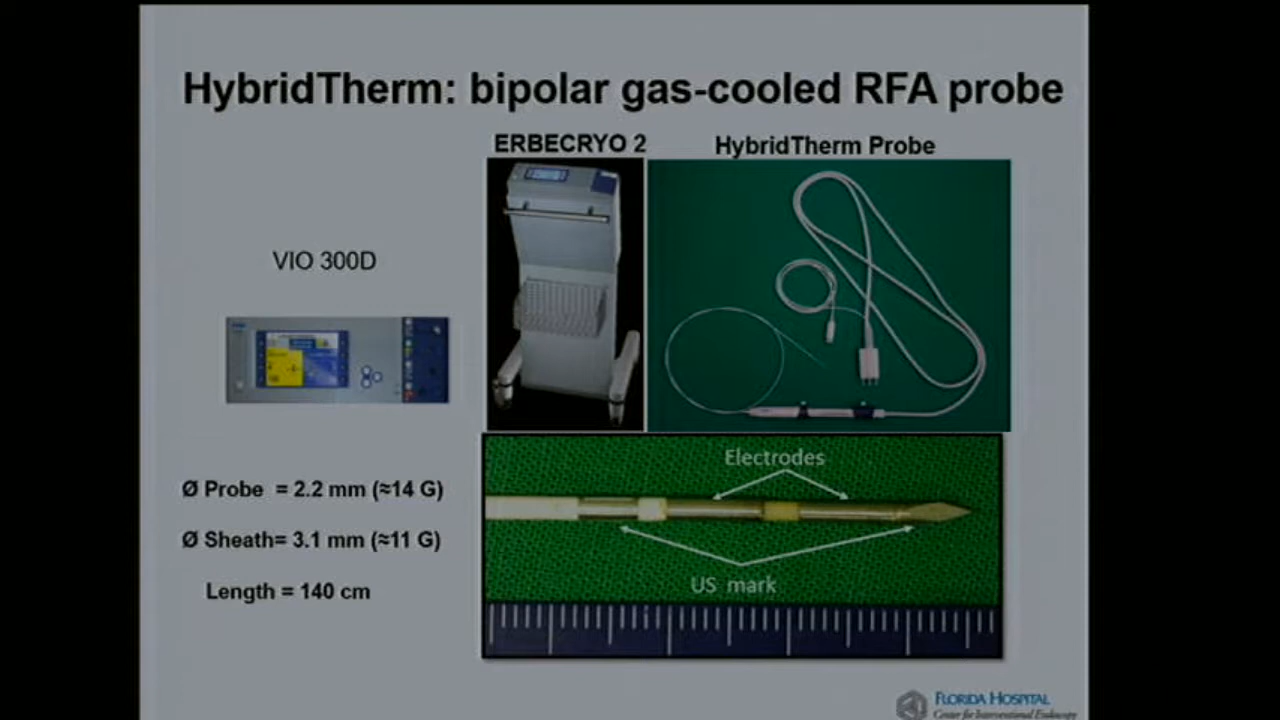 HybridTherm: bipolar gas-cooled RFA probe
ERBECRYO 2
HybridTherm Probe
VIO 300D
Electrodes
Ø Probe = 2.2 mm (≈14 G)
Ø Sheath= 3.1 mm (≈11 G)
US mark
Length = 140 cm
FLORIDA HOSPITAL
Center for Interventional Endoscopy